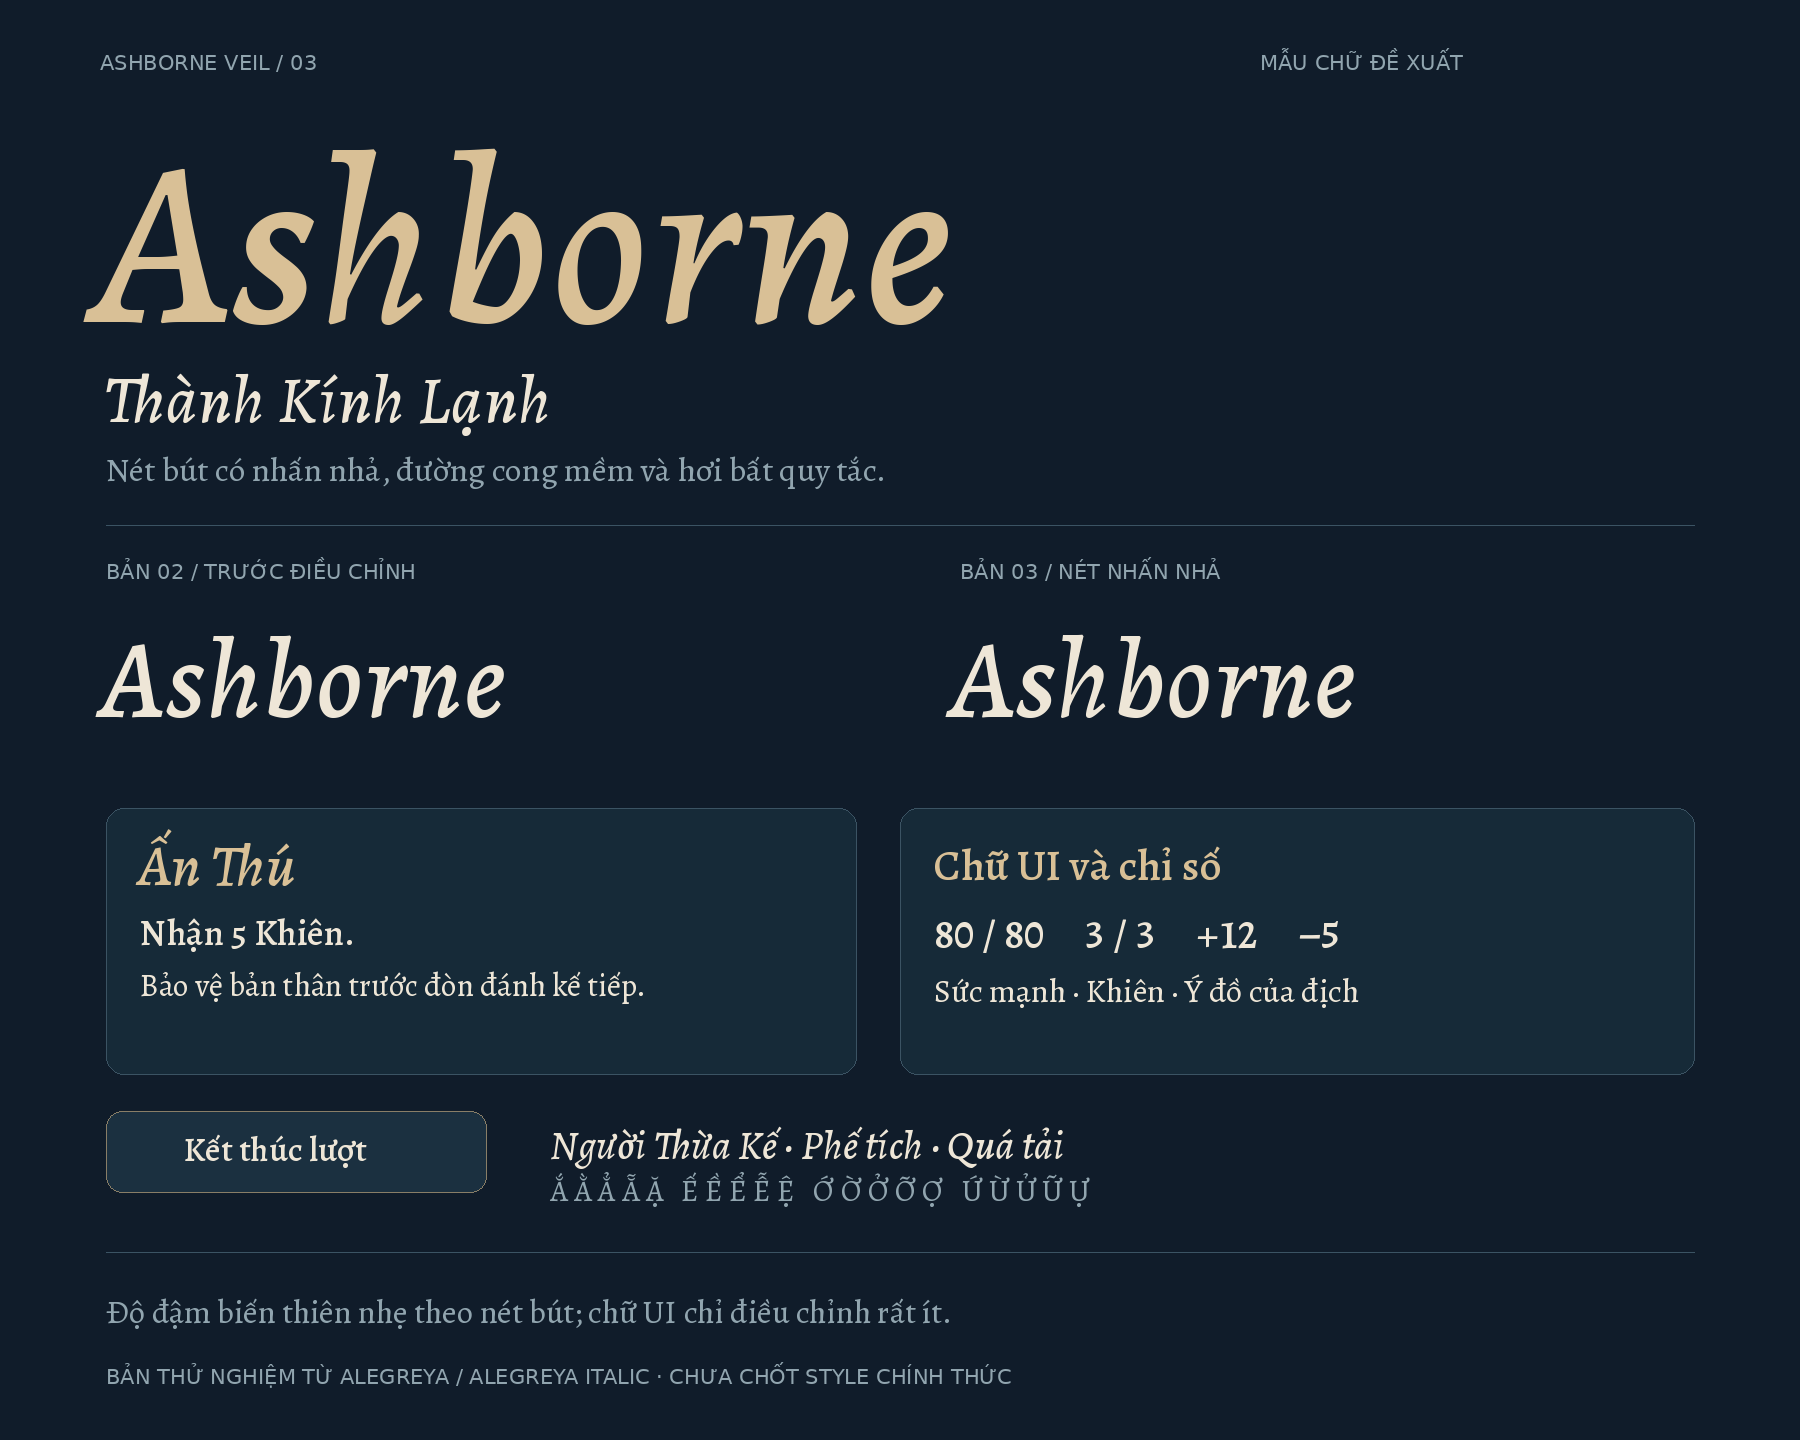 ASHBORNE VEIL / 03
MẪU CHỮ ĐỀ XUẤT
Ashborne
Thành Kính Lạnh
Nét bút có nhấn nhả, đường cong mềm và hơi bất quy tắc.
BẢN 02 / TRƯỚC ĐIỀU CHỈNH
BẢN 03 / NÉT NHẤN NHẢ
Ashborne
Ashborne
Ấn Thú
Nhận 5 Khiên.
Bảo vệ bản thân trước đòn đánh kế tiếp.
Chữ UI và chỉ số
80 / 80 3 / 3 +12 −5
Sức mạnh · Khiên · Ý đồ của địch
Kết thúc lượt
Người Thừa Kế · Phế tích · Quá tải
Ắ Ằ Ẳ Ẵ Ặ Ế Ề Ể Ễ Ệ Ớ Ờ Ở Ỡ Ợ Ứ Ừ Ử Ữ Ự
Độ đậm biến thiên nhẹ theo nét bút; chữ UI chỉ điều chỉnh rất ít.
BẢN THỬ NGHIỆM TỪ ALEGREYA / ALEGREYA ITALIC · CHƯA CHỐT STYLE CHÍNH THỨC